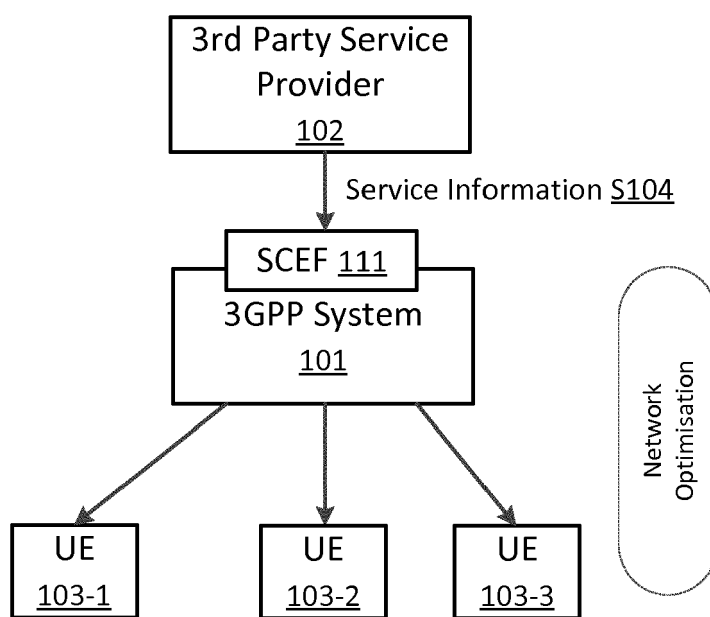 3rd Party Service
Provider
102
Service Information S104
SCEF 111
3GPP System
101
Network
Optimisation
UE
103-1
UE
103-2
UE
103-3